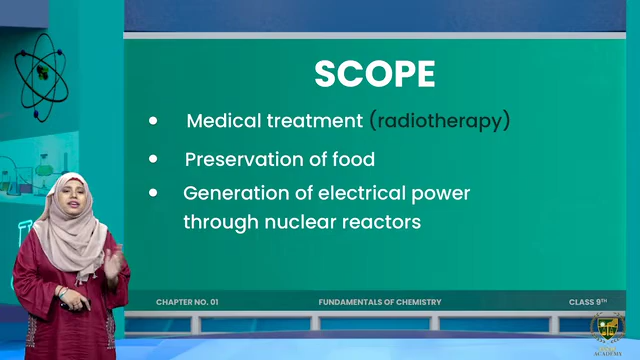 SCOPE
Medical treatment (radiotherapy)
Preservation of food
Generation of electrical power
through nuclear reactors
CHAPTER NO. 01 FUNDAMENTALS OF CHEMISTRY CLASS 9TH
ACADEMY